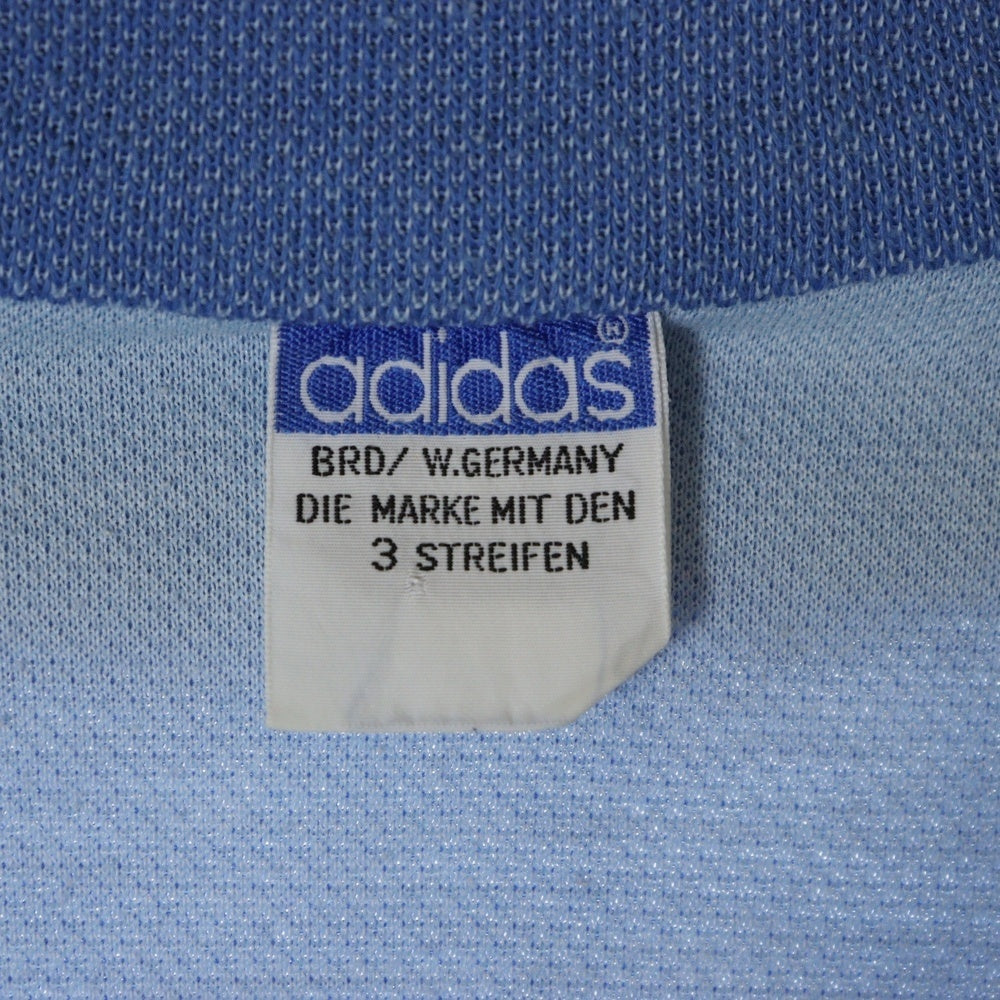 adidas®
BRD/ W.GERMANY
DIE MARKE MIT DEN
3 STREIFEN